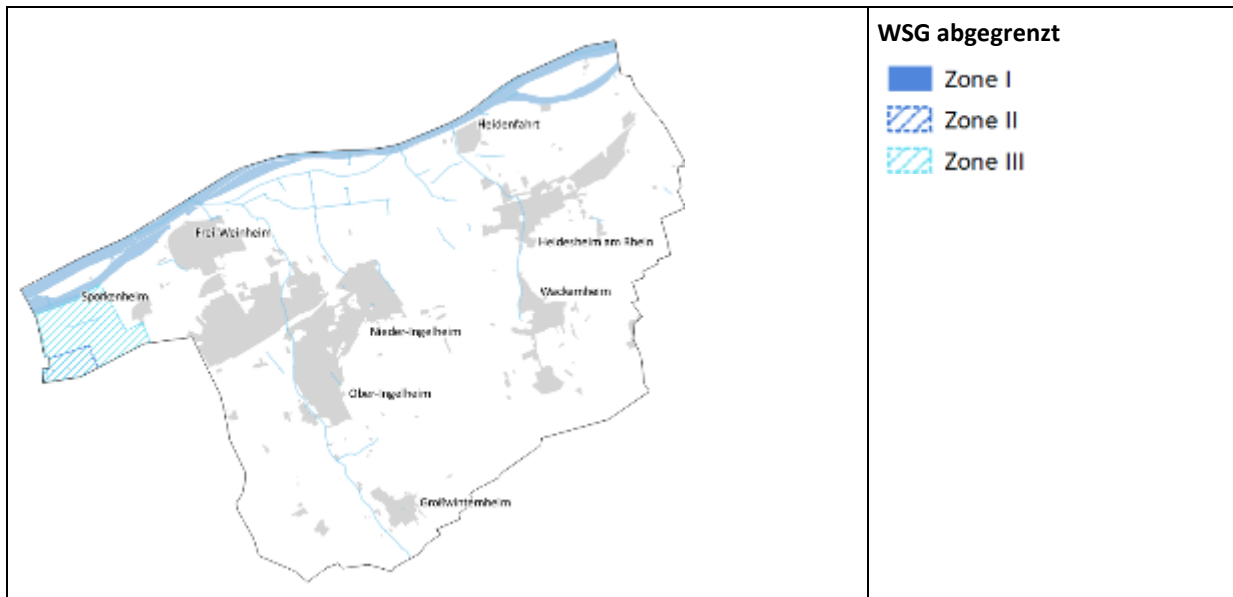 WSG abgegrenzt
Zone I
Zone II
Zone III
Heidenfahrt
Frei-Weinheim
Heidesheim am Rhein
Sporkenheim
Wackernheim
Nieder-Ingelheim
Ober-Ingelheim
Großwinternheim